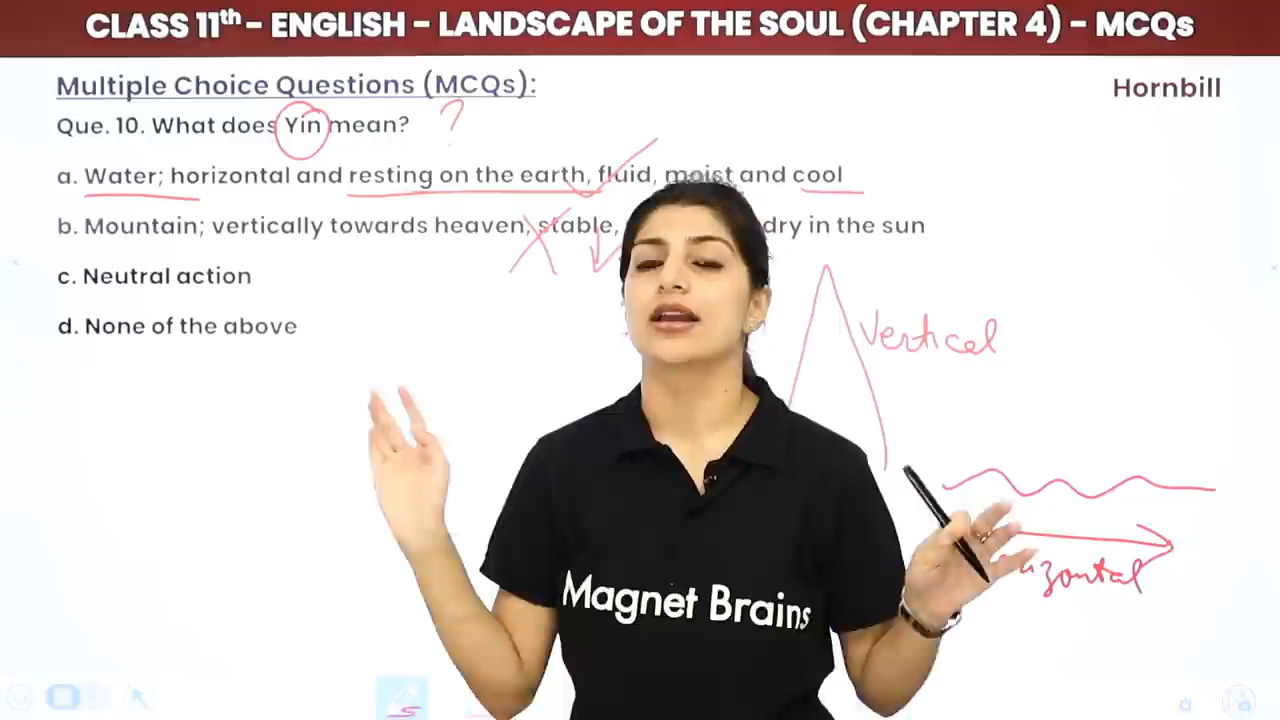 CLASS 11th - ENGLISH - LANDSCAPE OF THE SOUL (CHAPTER 4) - MCQs
Multiple Choice Questions (MCQs):
Hornbill
Que. 10. What does Yin mean? ?
a. Water; horizontal and resting on the earth, fluid, moist and cool
b. Mountain; vertically towards heaven, stable, dry in the sun
c. Neutral action
d. None of the above
Vertical
Magnet Brains